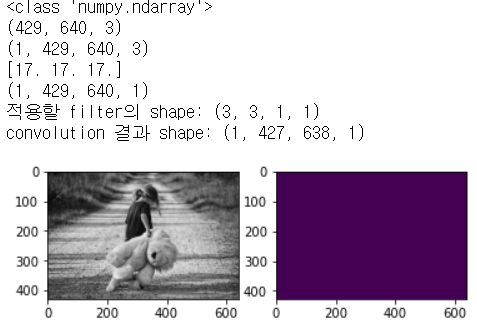 <class 'numpy.ndarray'>
(429, 640, 3)
(1, 429, 640, 3)
[17. 17. 17.]
(1, 429, 640, 1)
적용할 filter의 shape: (3, 3, 1, 1)
convolution 결과 shape: (1, 427, 638, 1)
0
100
200
300
400
0 200 400 600
0
100
200
300
400
0 200 400 600